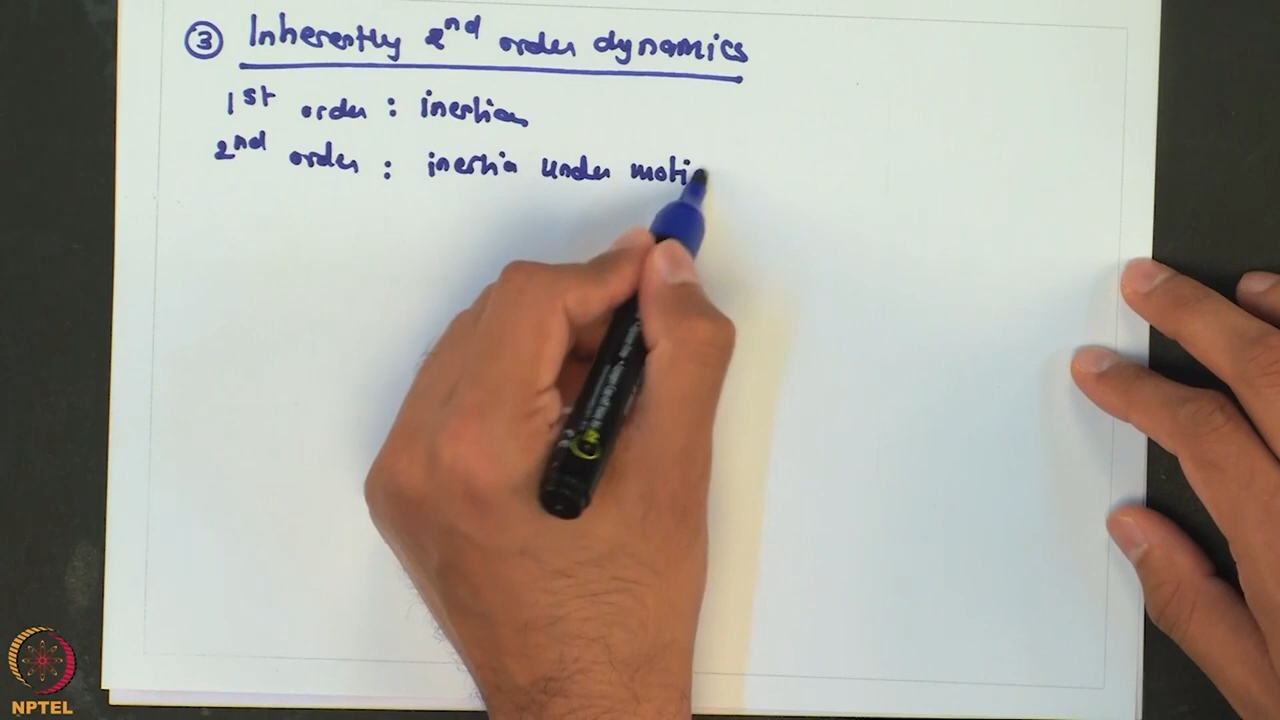 ③ Inherently 2nd order dynamics
1st order : inertia
2nd order : inertia under moti
NPTEL